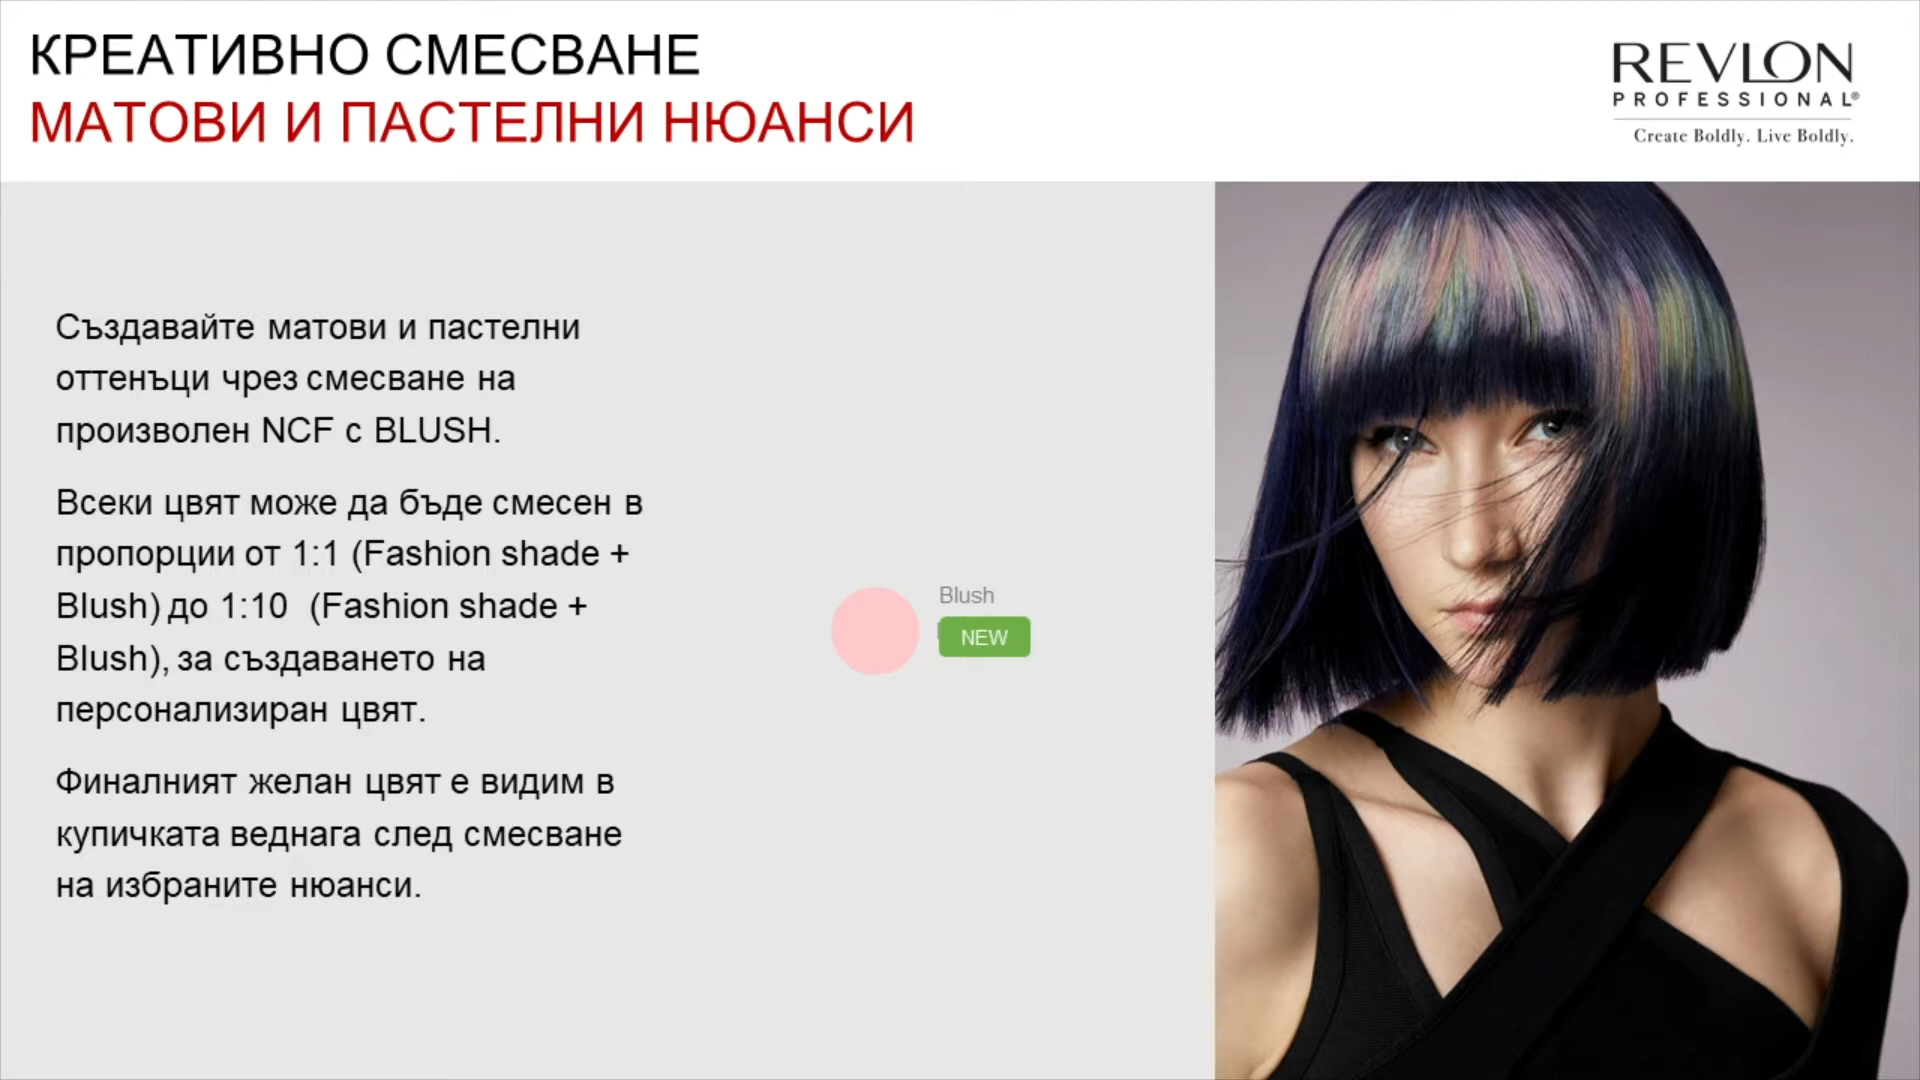 КРЕАТИВНО СМЕСВАНЕ
МАТОВИ И ПАСТЕЛНИ НЮАНСИ
REVLON
PROFESSIONAL®
Create Boldly. Live Boldly.
Създавайте матови и пастелни
оттенъци чрез смесване на
произволен NCF с BLUSH.
Всеки цвят може да бъде смесен в
пропорции от 1:1 (Fashion shade +
Blush) до 1:10 (Fashion shade +
Blush), за създаването на
персонализиран цвят.
Финалният желан цвят е видим в
купичката веднага след смесване
на избраните нюанси.
Blush
NEW